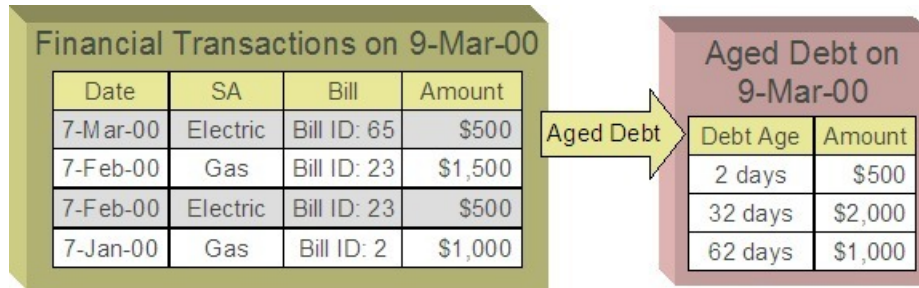 Financial Transactions on 9-Mar-00
Date SA Bill Amount
7-Mar-00 Electric Bill ID: 65 $500
7-Feb-00 Gas Bill ID: 23 $1,500
7-Feb-00 Electric Bill ID: 23 $500
7-Jan-00 Gas Bill ID: 2 $1,000
Aged Debt
Aged Debt on
9-Mar-00
Debt Age Amount
2 days $500
32 days $2,000
62 days $1,000